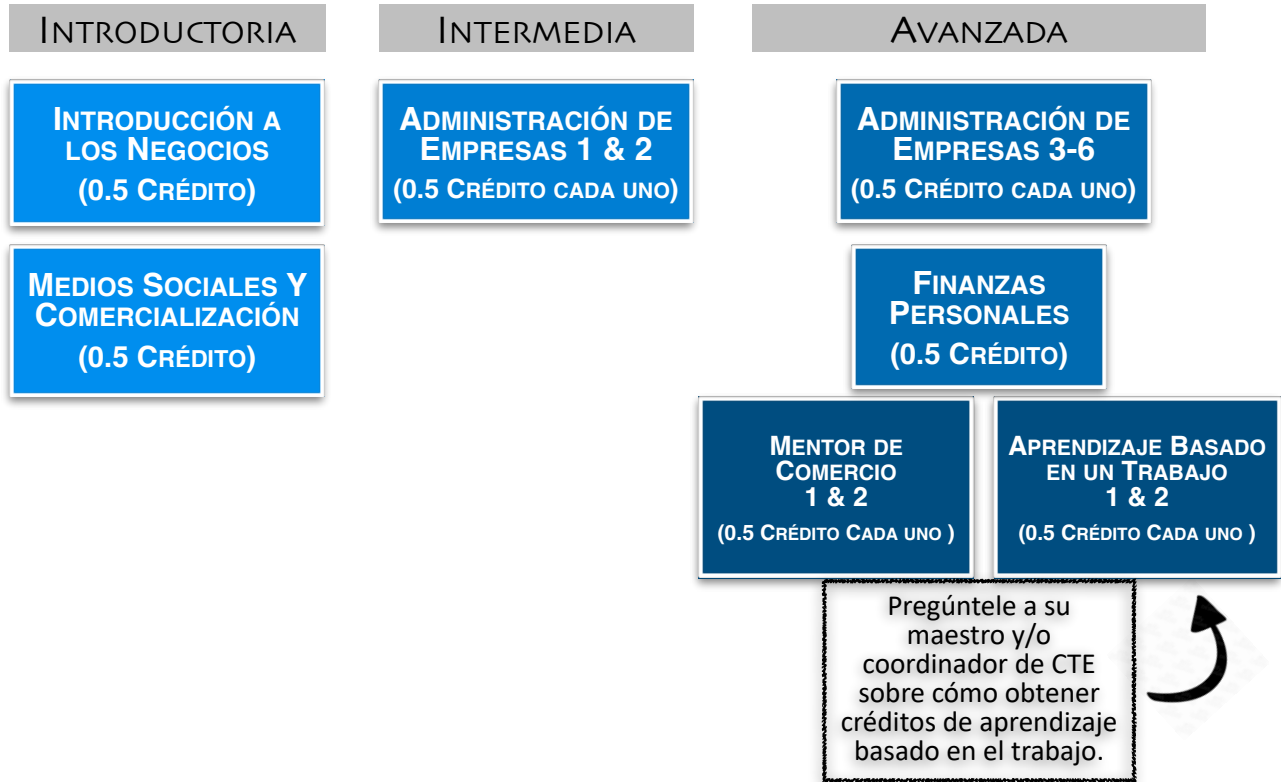 INTRODUCTORIA
INTRODUCCIÓN A
LOS NEGOCIOS
(0.5 CRÉDITO)
MEDIOS SOCIALES Y
COMERCIALIZACIÓN
(0.5 CRÉDITO)
INTERMEDIA
ADMINISTRACIÓN DE
EMPRESAS 1 & 2
(0.5 CRÉDITO CADA UNO)
AVANZADA
ADMINISTRACIÓN DE
EMPRESAS 3-6
(0.5 CRÉDITO CADA UNO)
FINANZAS
PERSONALES
(0.5 CRÉDITO)
MENTOR DE
COMERCIO
1 & 2
(0.5 CRÉDITO CADA UNO )
APRENDIZAJE BASADO
EN UN TRABAJO
1 & 2
(0.5 CRÉDITO CADA UNO )
Pregúntele a su
maestro y/o
coordinador de CTE
sobre cómo obtener
créditos de aprendizaje
basado en el trabajo.